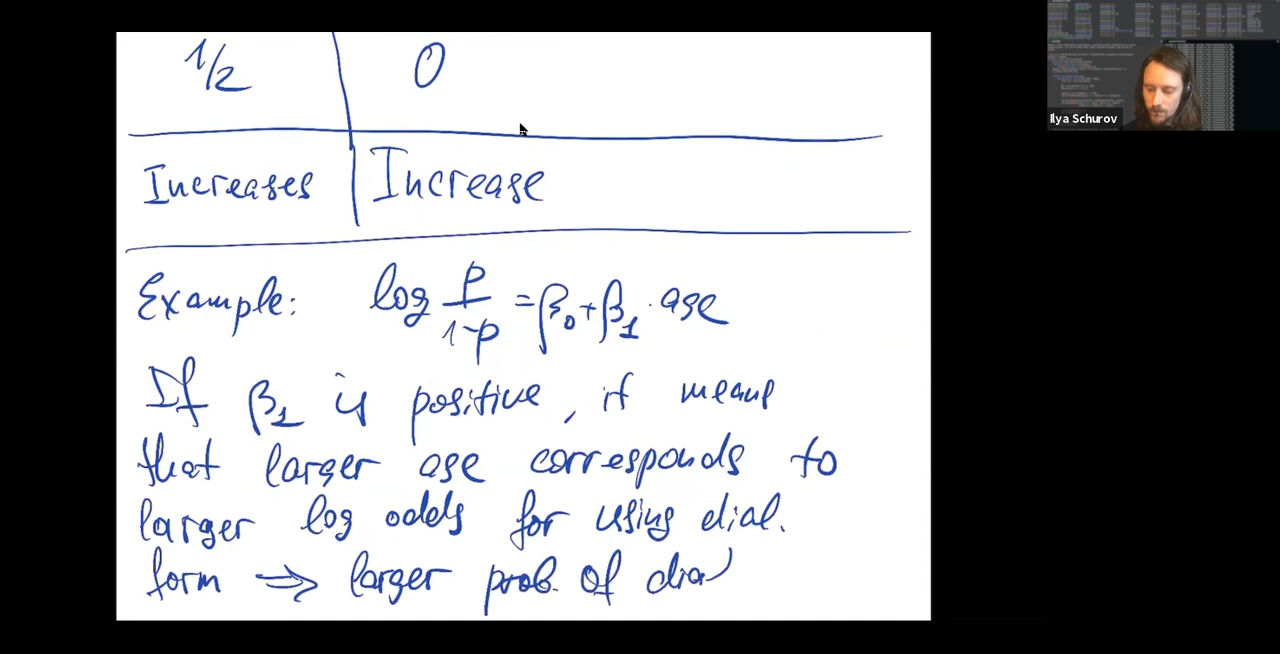 1/2 | 0
Increases | Increase
Example: log p/1-p = β0 + β1 · age
If β1 is positive, it means
that larger age corresponds to
larger log odds for using dial.
form ⇒ larger prob. of dial
Ilya Schurov